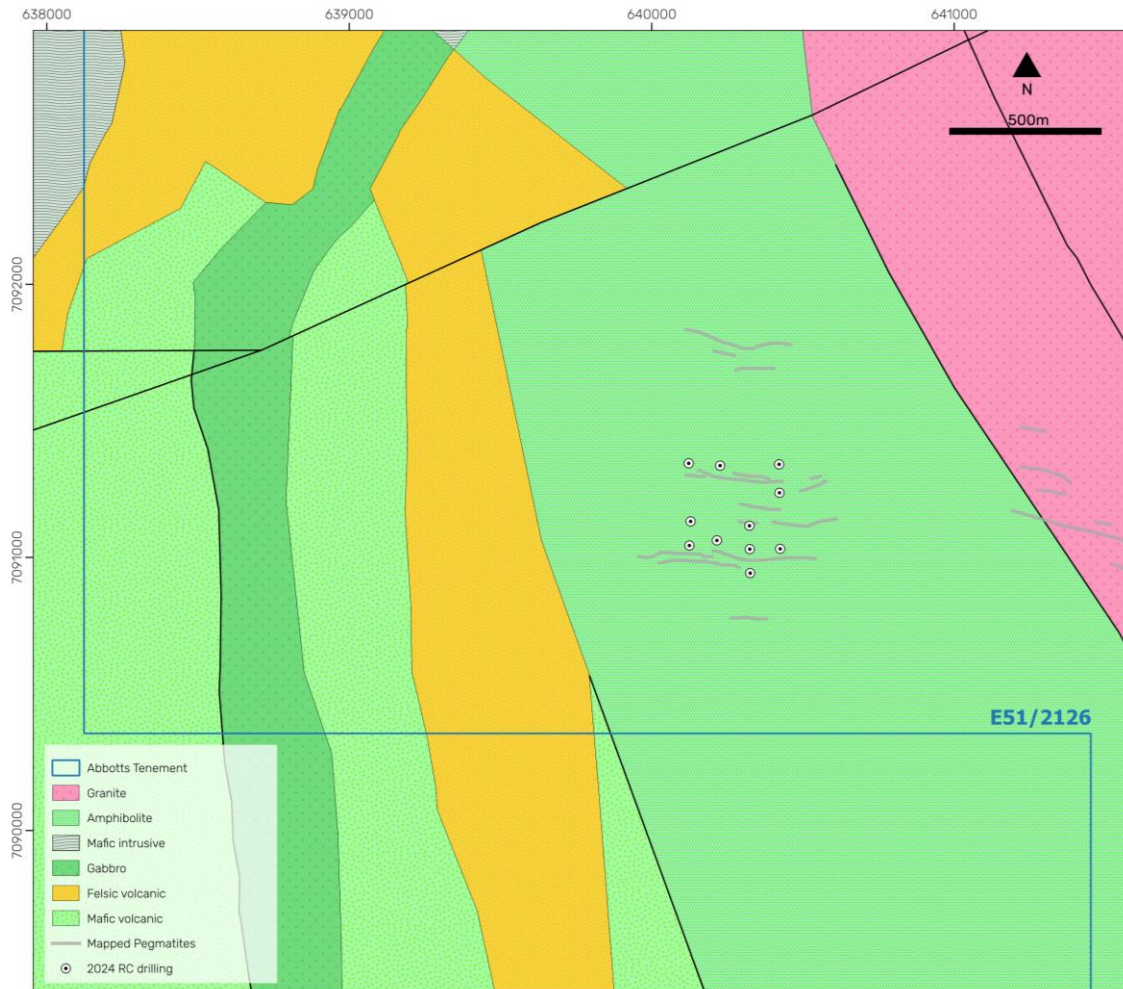 638000
639000
640000
641000
N
500m
7092000
7091000
7090000
E51/2126
Abbotts Tenement
Granite
Amphibolite
Mafic intrusive
Gabbro
Felsic volcanic
Mafic volcanic
Mapped Pegmatites
2024 RC drilling